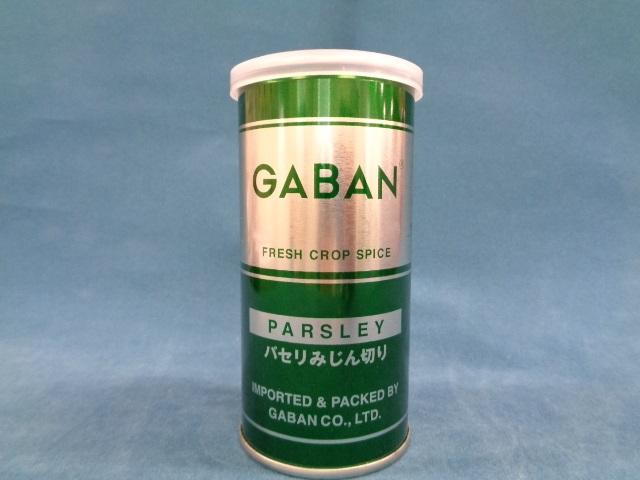 GABAN®
FRESH CROP SPICE
PARSLEY
パセリみじん切り
IMPORTED & PACKED BY
GABAN CO., LTD.